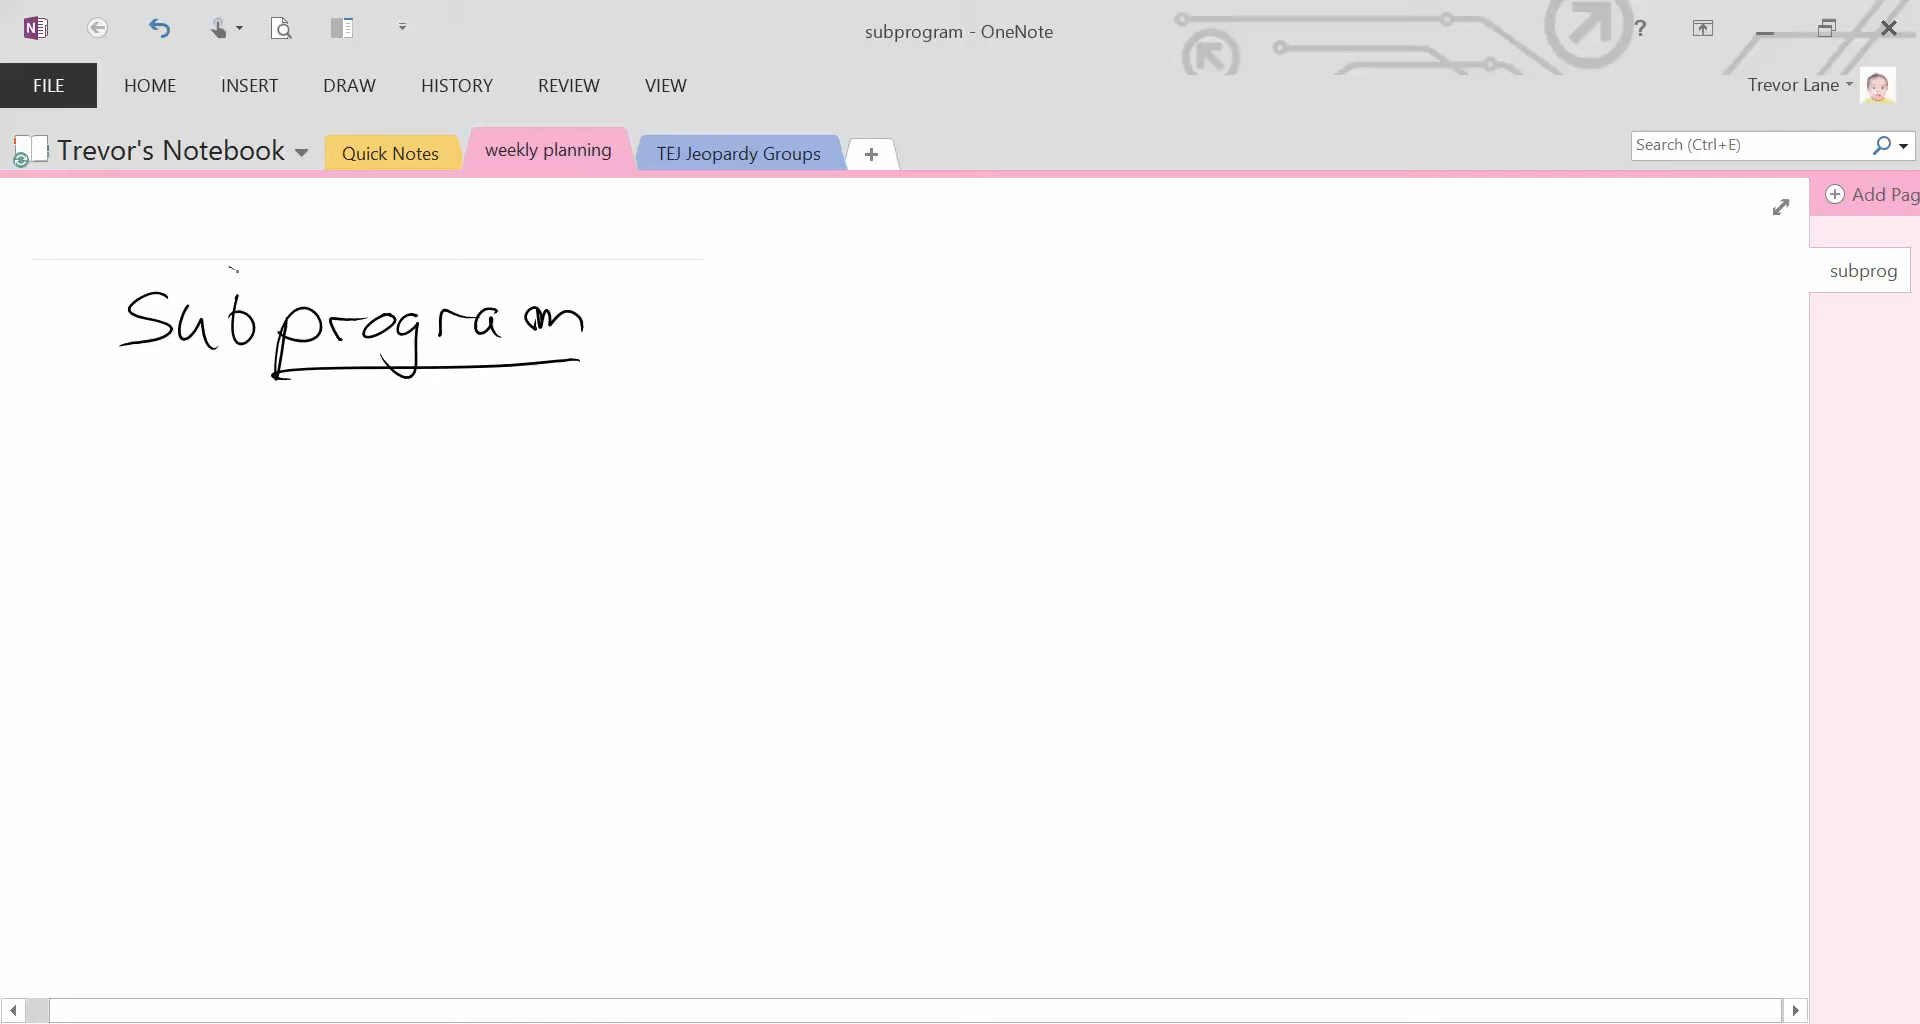 subprogram - OneNote
?
FILE HOME INSERT DRAW HISTORY REVIEW VIEW
Trevor Lane
Trevor's Notebook
Quick Notes
weekly planning
TEJ Jeopardy Groups
+
Search (Ctrl+E)
Add Pag
subprog
Subprogram